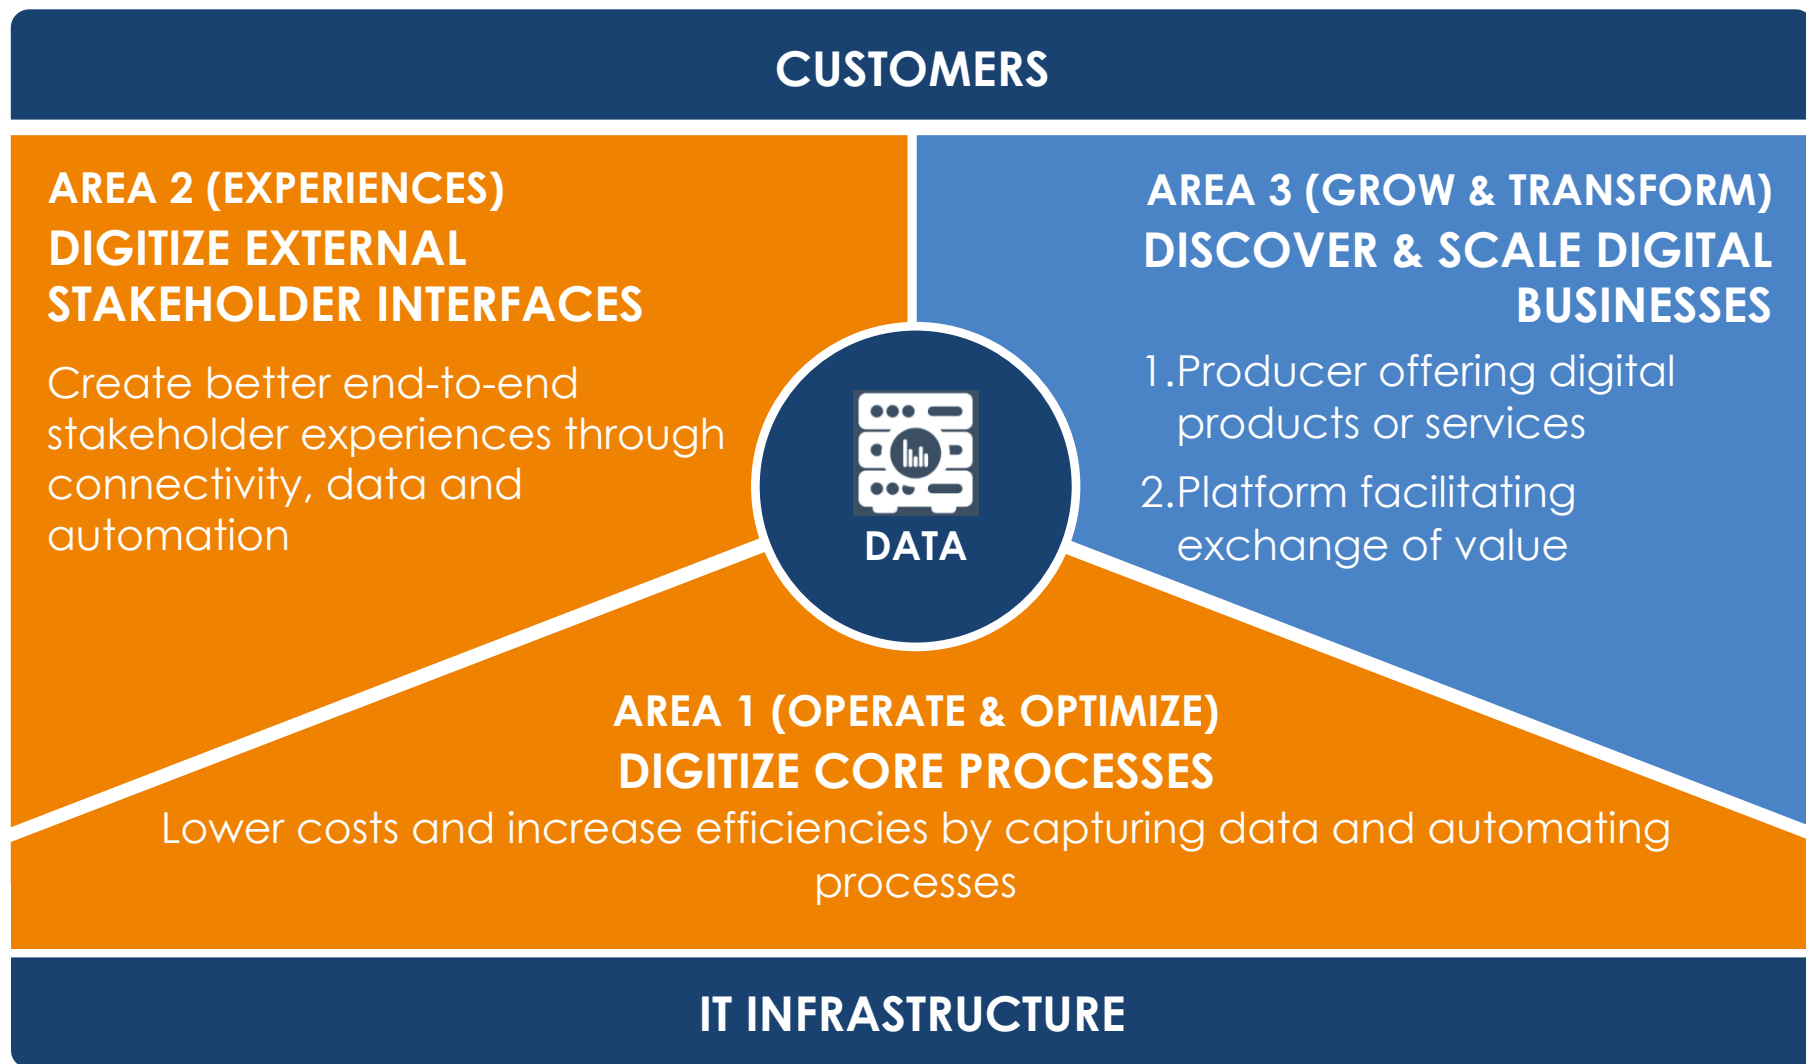 CUSTOMERS
AREA 2 (EXPERIENCES)
DIGITIZE EXTERNAL
STAKEHOLDER INTERFACES
Create better end-to-end
stakeholder experiences through
connectivity, data and
automation
AREA 3 (GROW & TRANSFORM)
DISCOVER & SCALE DIGITAL
BUSINESSES
1.Producer offering digital
products or services
2.Platform facilitating
exchange of value
DATA
AREA 1 (OPERATE & OPTIMIZE)
DIGITIZE CORE PROCESSES
Lower costs and increase efficiencies by capturing data and automating
processes
IT INFRASTRUCTURE